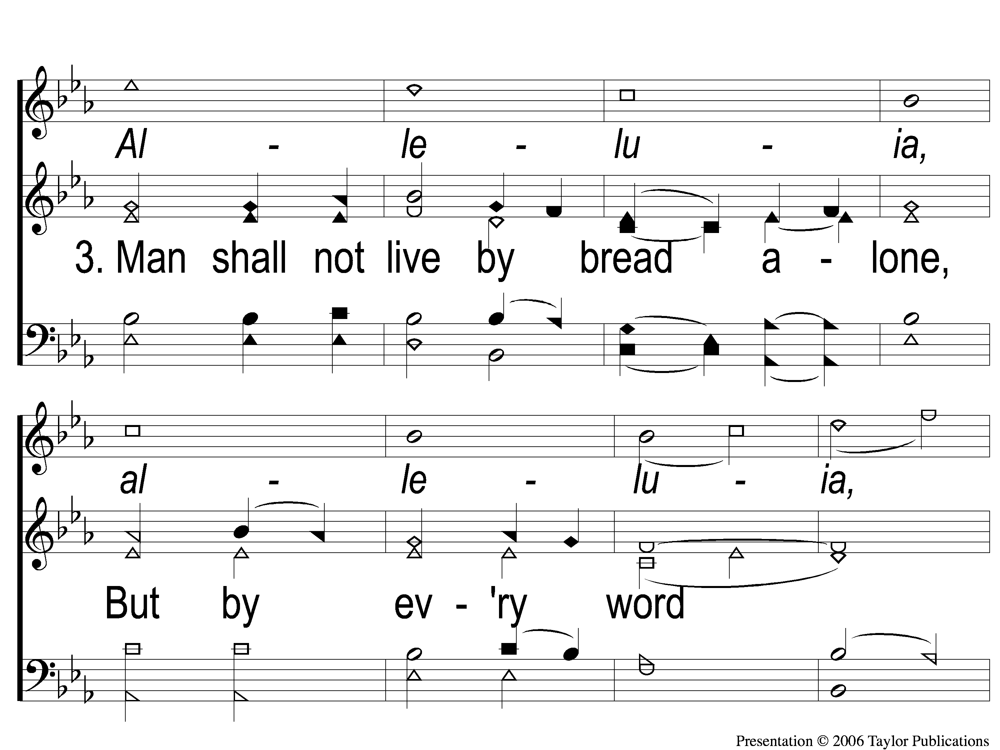 Al - le - lu - ia,
3. Man shall not live by bread a - lone,
al - le - lu - ia,
But by ev - 'ry word
Presentation © 2006 Taylor Publications